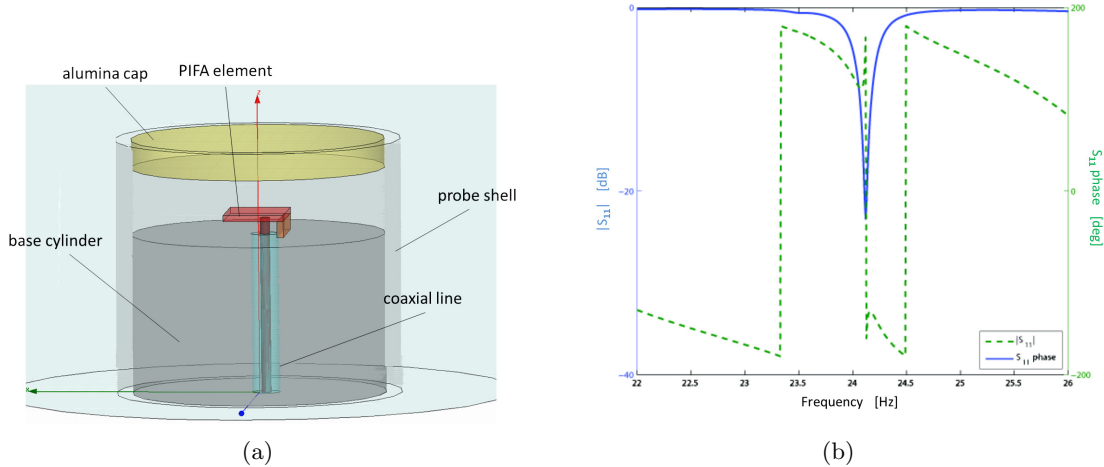 alumina cap
PIFA element
z
probe shell
base cylinder
coaxial line
x
(a)
0
-20
-40
|S11| [dB]
200
0
-200
S11 phase [deg]
22
22.5
23
23.5
24
24.5
25
25.5
26
Frequency [Hz]
|S11|
S11 phase
(b)